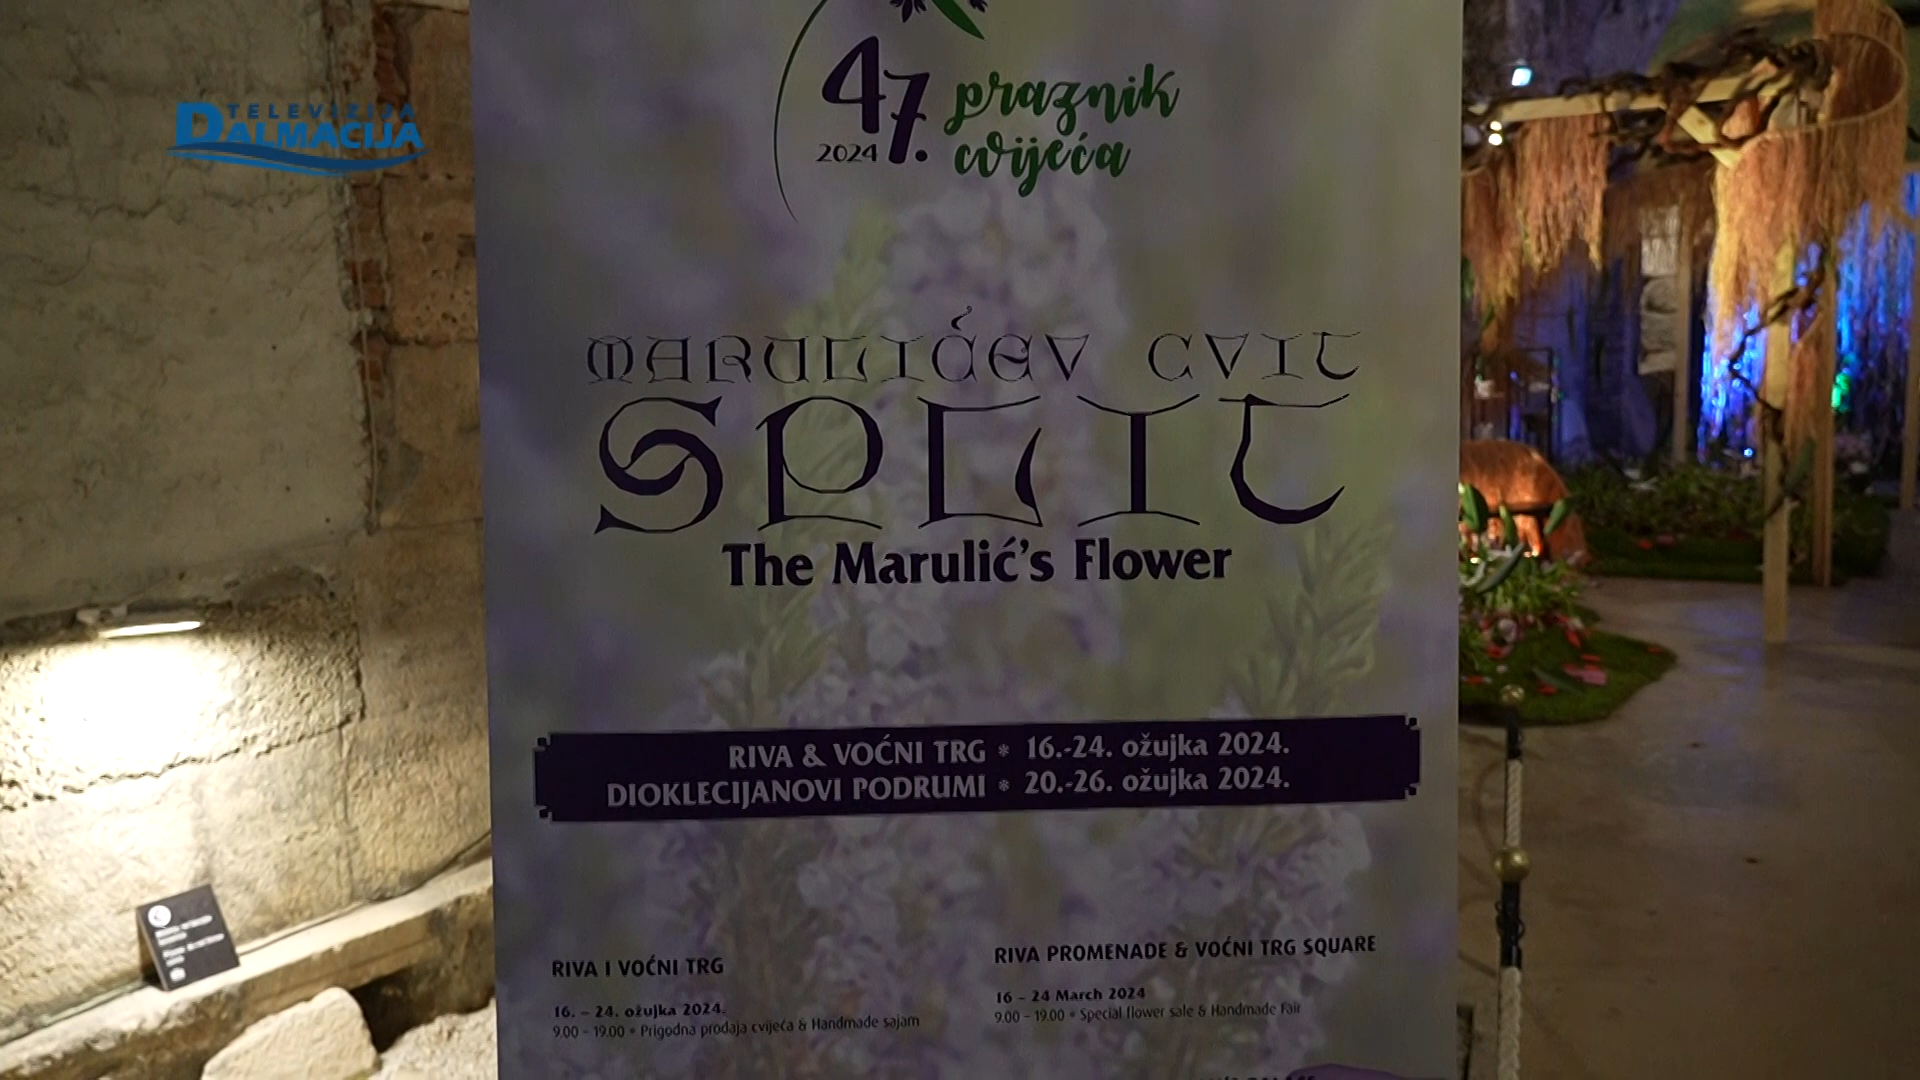 TELEVIZIJA
DALMACIJA
47. praznik
2024 cvijeća
MARULIĆEV CVIT
SPLIT
The Marulić's Flower
RIVA & VOĆNI TRG * 16.-24. ožujka 2024.
DIOKLECIJANOVI PODRUMI * 20.-26. ožujka 2024.
RIVA I VOĆNI TRG
16. - 24. ožujka 2024.
9.00 - 19.00 • Prigodna prodaja cvijeća & Handmade sajam
RIVA PROMENADE & VOĆNI TRG SQUARE
16 - 24 March 2024
9.00 - 19.00 • Special flower sale & Handmade Fair